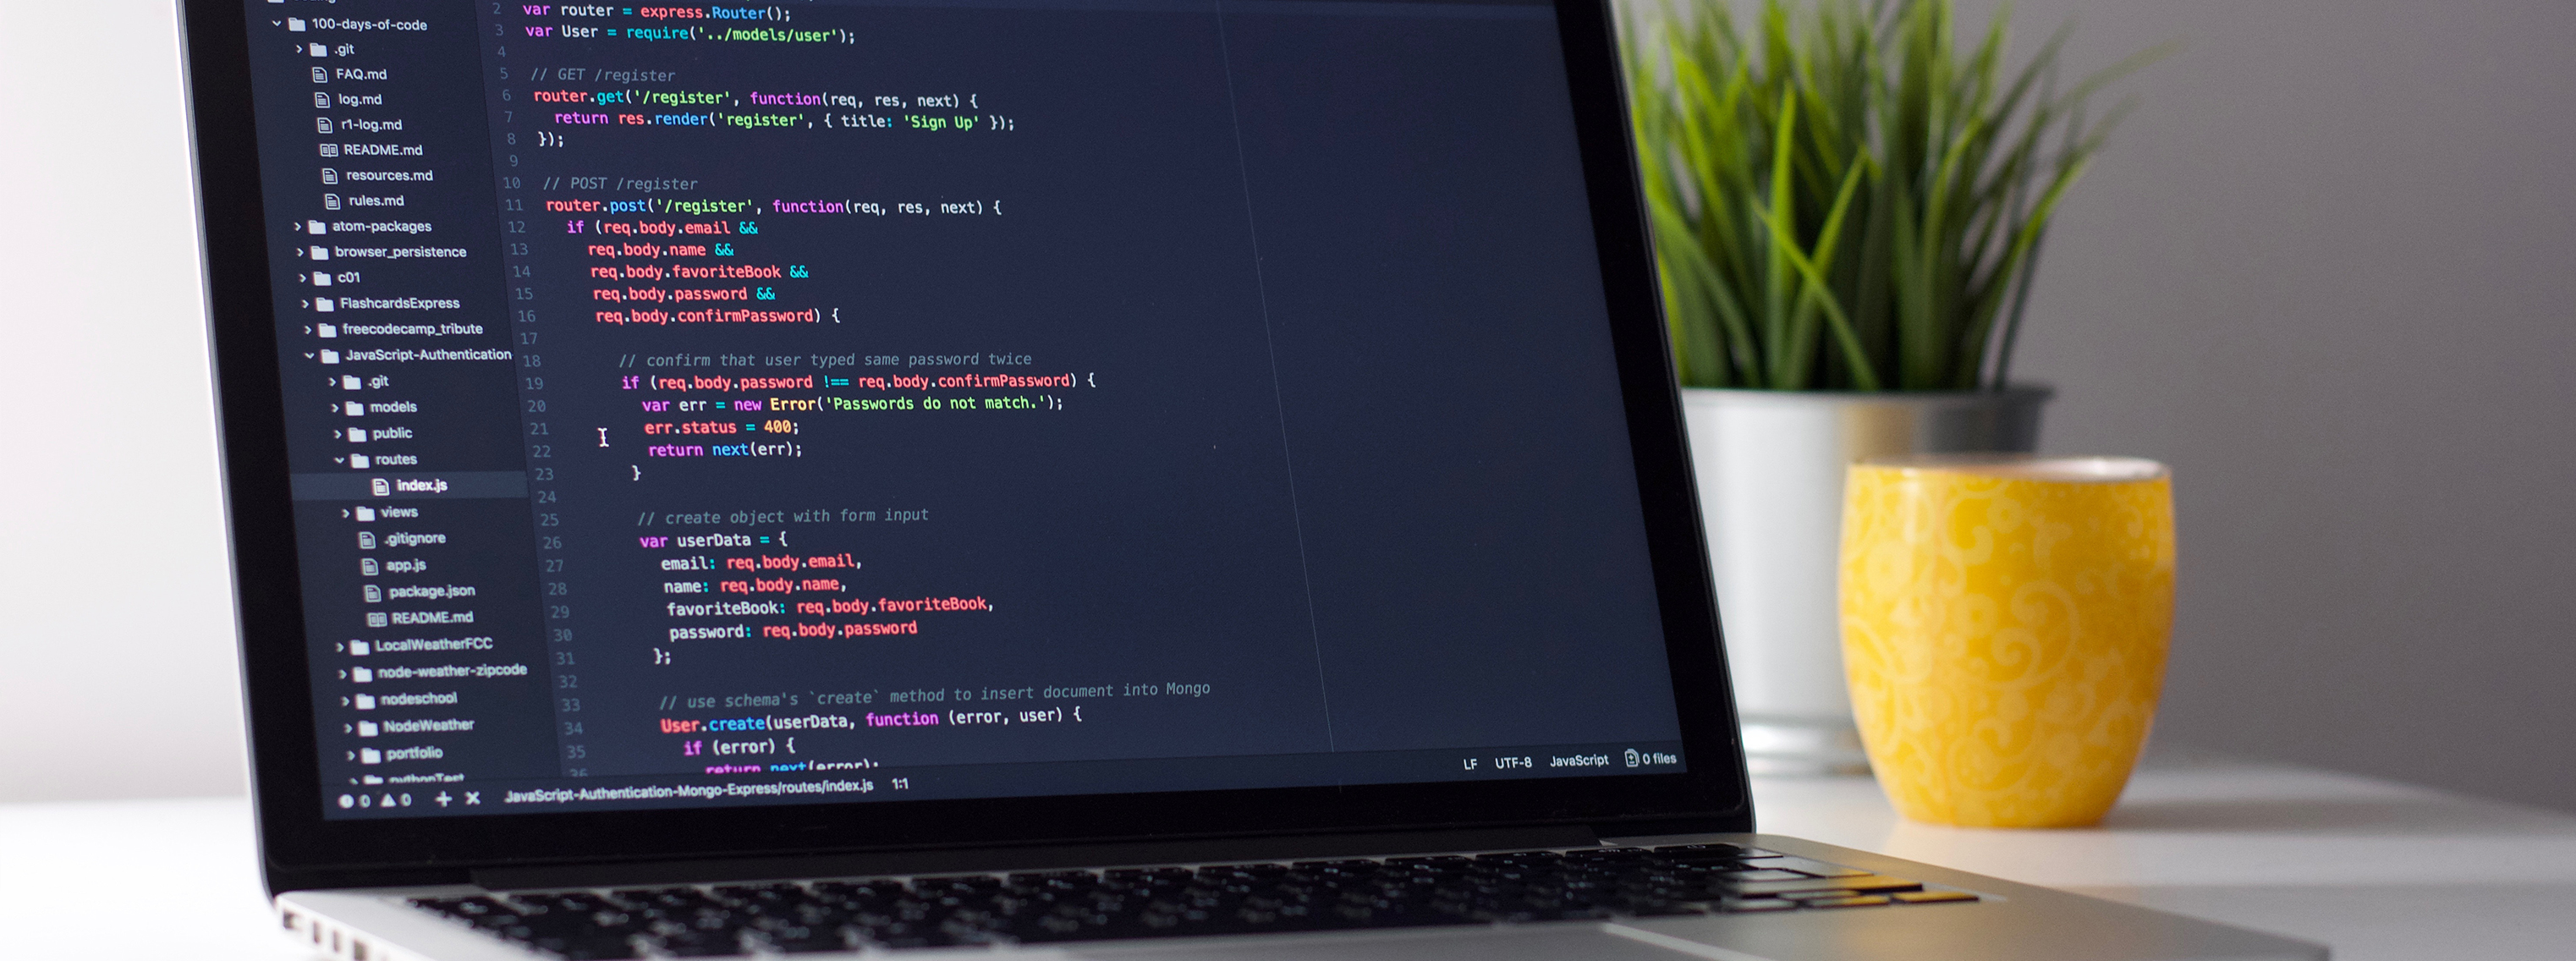 100-days-of-code
.git
FAQ.md
log.md
r1-log.md
README.md
resources.md
rules.md
atom-packages
browser_persistence
c01
FlashcardsExpress
freecodecamp_tribute
JavaScript-Authentication
.git
models
public
routes
index.js
views
.gitignore
app.js
package.json
README.md
LocalWeatherFCC
node-weather-zipcode
nodeschool
NodeWeather
portfolio
pythonTest
2 var router = express.Router();
3 var User = require('../models/user');
4
5 // GET /register
6 router.get('/register', function(req, res, next) {
7 return res.render('register', { title: 'Sign Up' });
8 });
9
10 // POST /register
11 router.post('/register', function(req, res, next) {
12 if (req.body.email &&
13 req.body.name &&
14 req.body.favoriteBook &&
15 req.body.password &&
16 req.body.confirmPassword) {
17
18 // confirm that user typed same password twice
19 if (req.body.password !== req.body.confirmPassword) {
20 var err = new Error('Passwords do not match.');
21 err.status = 400;
22 return next(err);
23 }
24
25 // create object with form input
26 var userData = {
27 email: req.body.email,
28 name: req.body.name,
29 favoriteBook: req.body.favoriteBook,
30 password: req.body.password
31 };
32
33 // use schema's `create` method to insert document into Mongo
34 User.create(userData, function (error, user) {
35 if (error) {
36 return next(error);
0 0 JavaScript-Authentication-Mongo-Express/routes/index.js 1:1 LF UTF-8 JavaScript 0 files